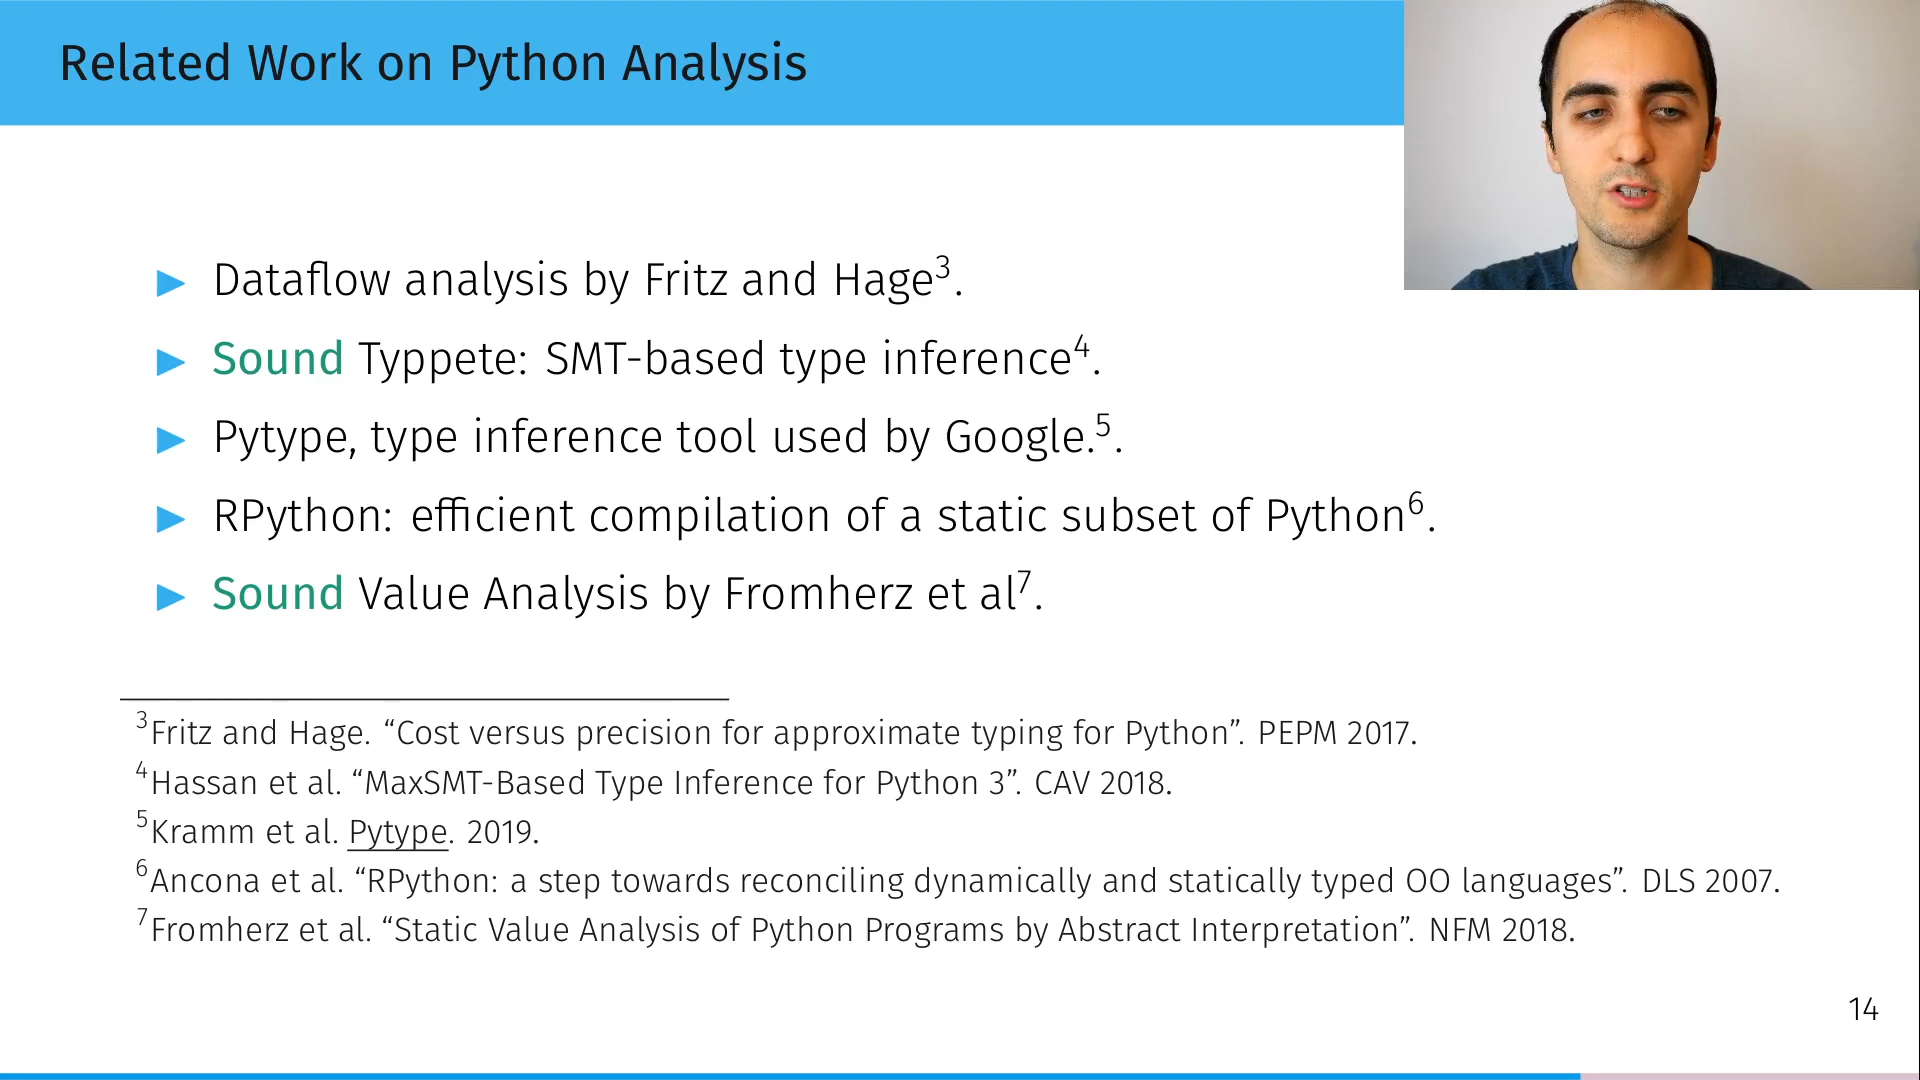 Related Work on Python Analysis
▶ Dataflow analysis by Fritz and Hage³.
▶ Sound Typpete: SMT-based type inference⁴.
▶ Pytype, type inference tool used by Google.⁵.
▶ RPython: efficient compilation of a static subset of Python⁶.
▶ Sound Value Analysis by Fromherz et al⁷.
³Fritz and Hage. “Cost versus precision for approximate typing for Python”. PEPM 2017.
⁴Hassan et al. “MaxSMT-Based Type Inference for Python 3”. CAV 2018.
⁵Kramm et al. Pytype. 2019.
⁶Ancona et al. “RPython: a step towards reconciling dynamically and statically typed OO languages”. DLS 2007.
⁷Fromherz et al. “Static Value Analysis of Python Programs by Abstract Interpretation”. NFM 2018.
14